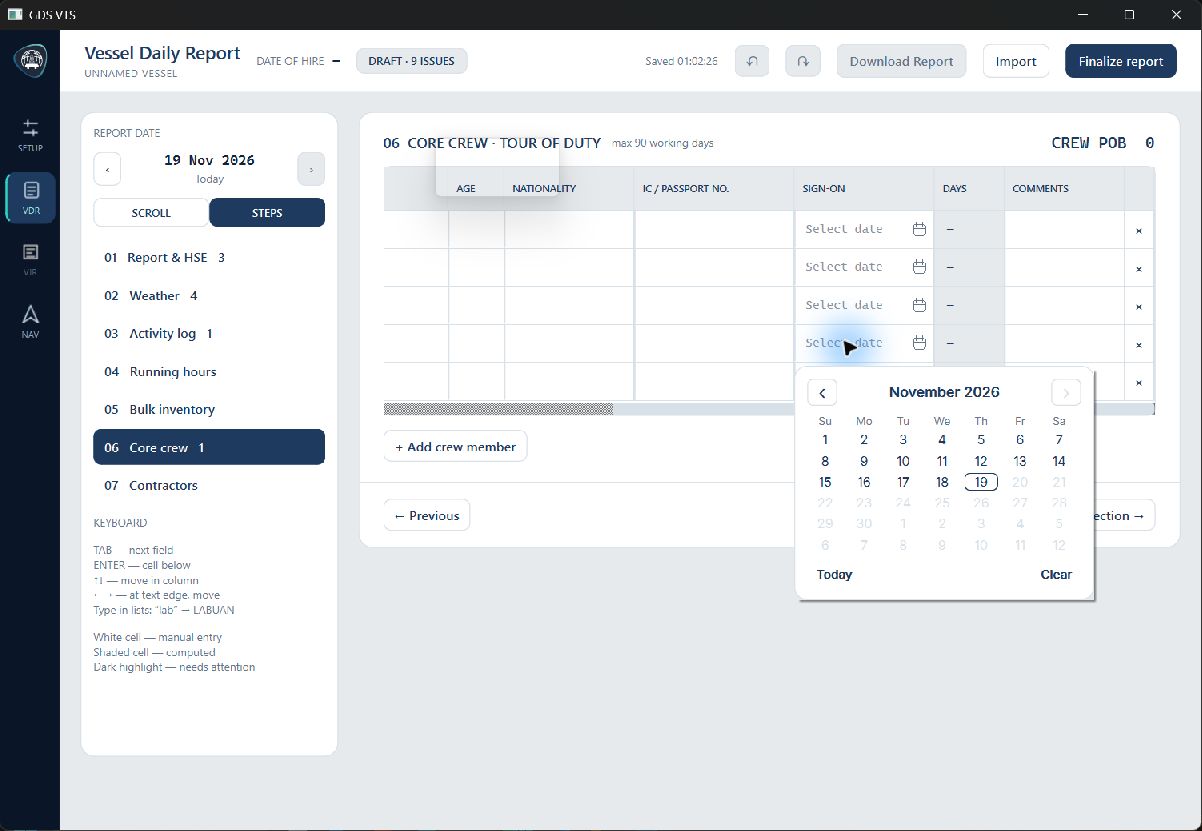 GDS VTS
Vessel Daily Report
UNNAMED VESSEL
DATE OF HIRE –
DRAFT · 9 ISSUES
Saved 01:02:26
Download Report
Import
Finalize report
SETUP
VDR
VIR
NAV
REPORT DATE
‹
19 Nov 2026
Today
›
SCROLL
STEPS
01 Report & HSE 3
02 Weather 4
03 Activity log 1
04 Running hours
05 Bulk inventory
06 Core crew 1
07 Contractors
KEYBOARD
TAB — next field
ENTER — cell below
↑↓ — move in column
← → — at text edge, move
Type in lists: "lab" → LABUAN
White cell — manual entry
Shaded cell — computed
Dark highlight — needs attention
06 CORE CREW - TOUR OF DUTY max 90 working days
CREW POB 0
AGE NATIONALITY IC / PASSPORT NO. SIGN-ON DAYS COMMENTS
Select date – ×
Select date – ×
Select date – ×
Select date – ×
×
+ Add crew member
← Previous
ection →
‹ November 2026 ›
Su Mo Tu We Th Fr Sa
1 2 3 4 5 6 7
8 9 10 11 12 13 14
15 16 17 18 19 20 21
22 23 24 25 26 27 28
29 30 1 2 3 4 5
6 7 8 9 10 11 12
Today Clear